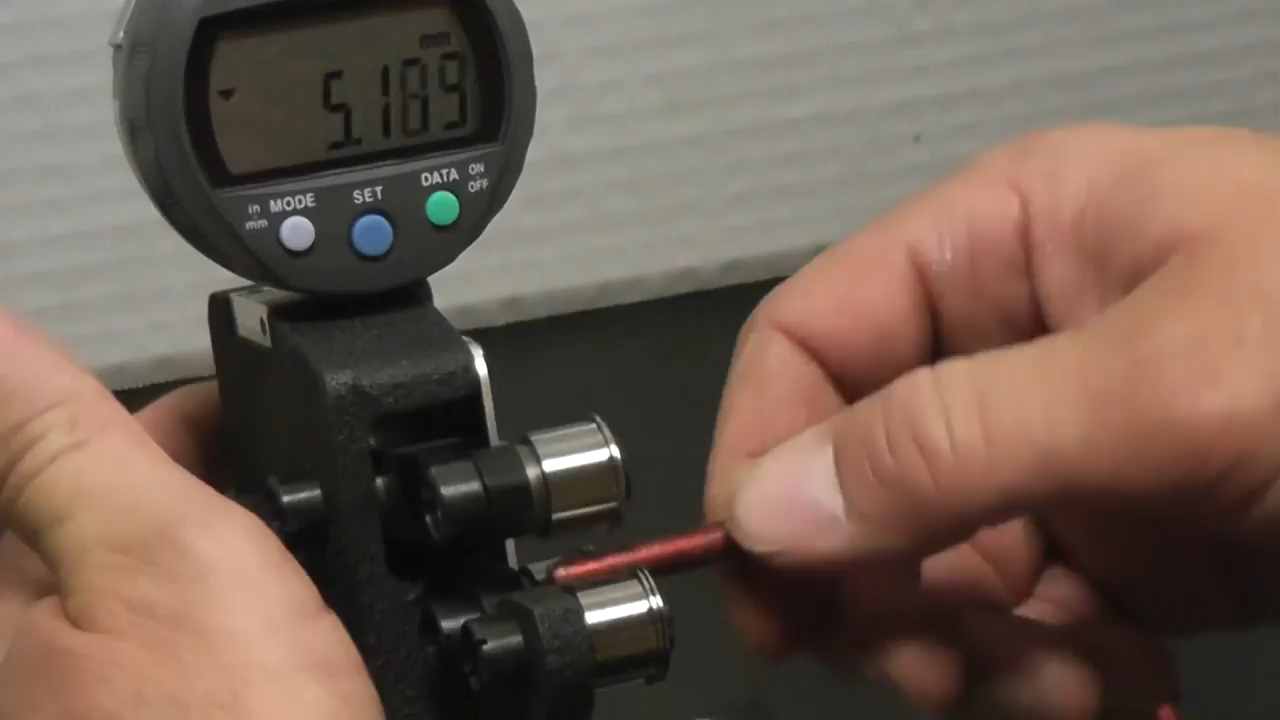 mm
5.189
in
mm
MODE
SET
DATA
ON
OFF